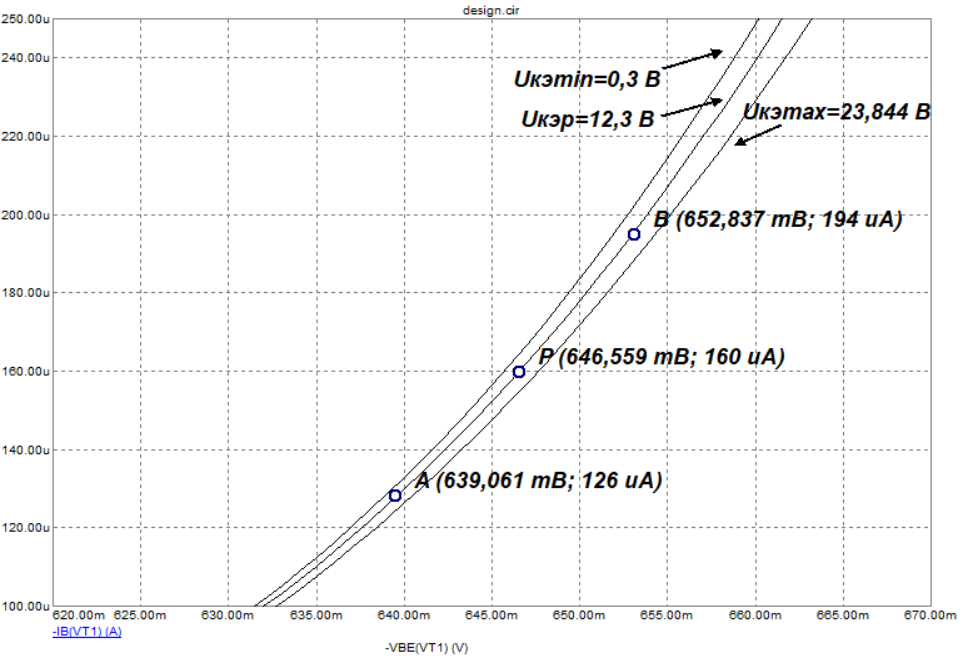 design.cir
250.00u
240.00u
Uкэmin=0,3 В
Uкэр=12,3 В
Uкэmax=23,844 В
220.00u
200.00u
В (652,837 mB; 194 uA)
180.00u
160.00u
Р (646,559 mB; 160 uA)
140.00u
А (639,061 mB; 126 uA)
120.00u
100.00u
620.00m 625.00m 630.00m 635.00m 640.00m 645.00m 650.00m 655.00m 660.00m 665.00m 670.00m
-IB(VT1) (A)
-VBE(VT1) (V)